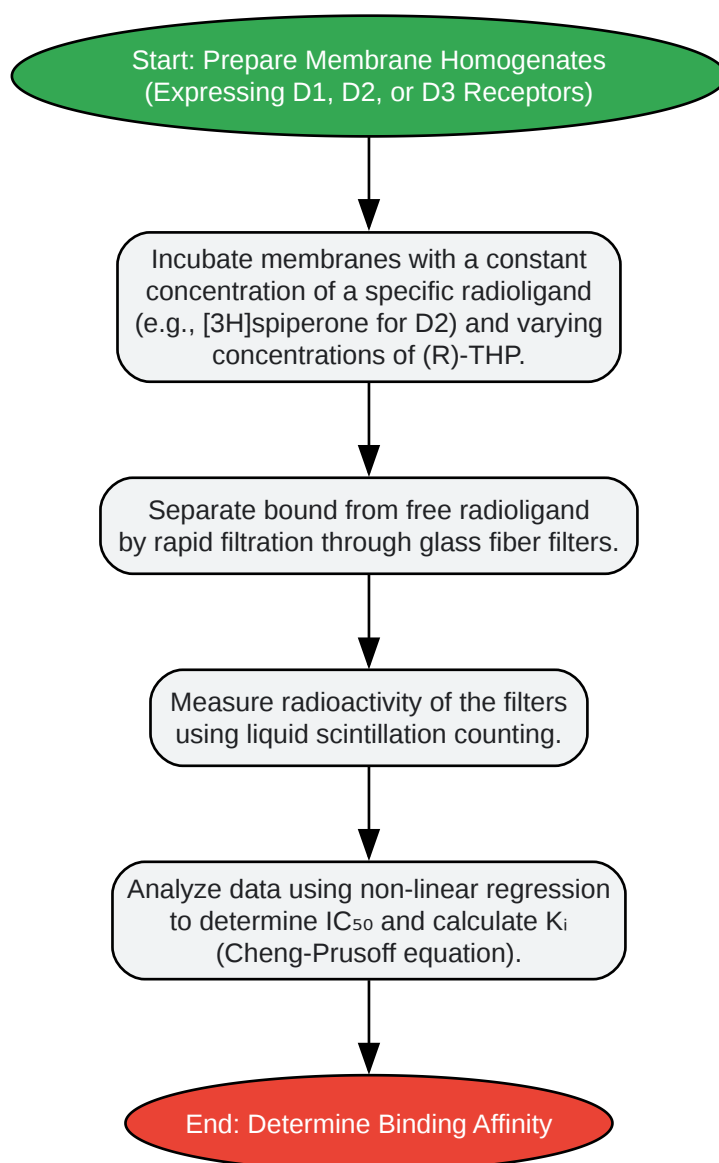 Start: Prepare Membrane Homogenates
(Expressing D1, D2, or D3 Receptors)
Incubate membranes with a constant
concentration of a specific radioligand
(e.g., [3H]spiperone for D2) and varying
concentrations of (R)-THP.
Separate bound from free radioligand
by rapid filtration through glass fiber filters.
Measure radioactivity of the filters
using liquid scintillation counting.
Analyze data using non-linear regression
to determine IC₅₀ and calculate Kᵢ
(Cheng-Prusoff equation).
End: Determine Binding Affinity